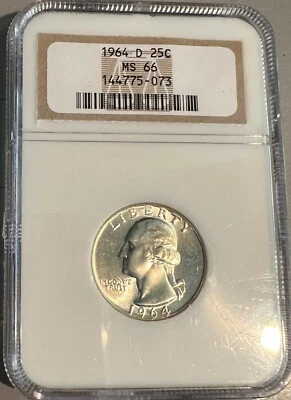 1964 D 25C
MS 66
144775-073
LIBERTY
IN GOD WE
TRUST
1964